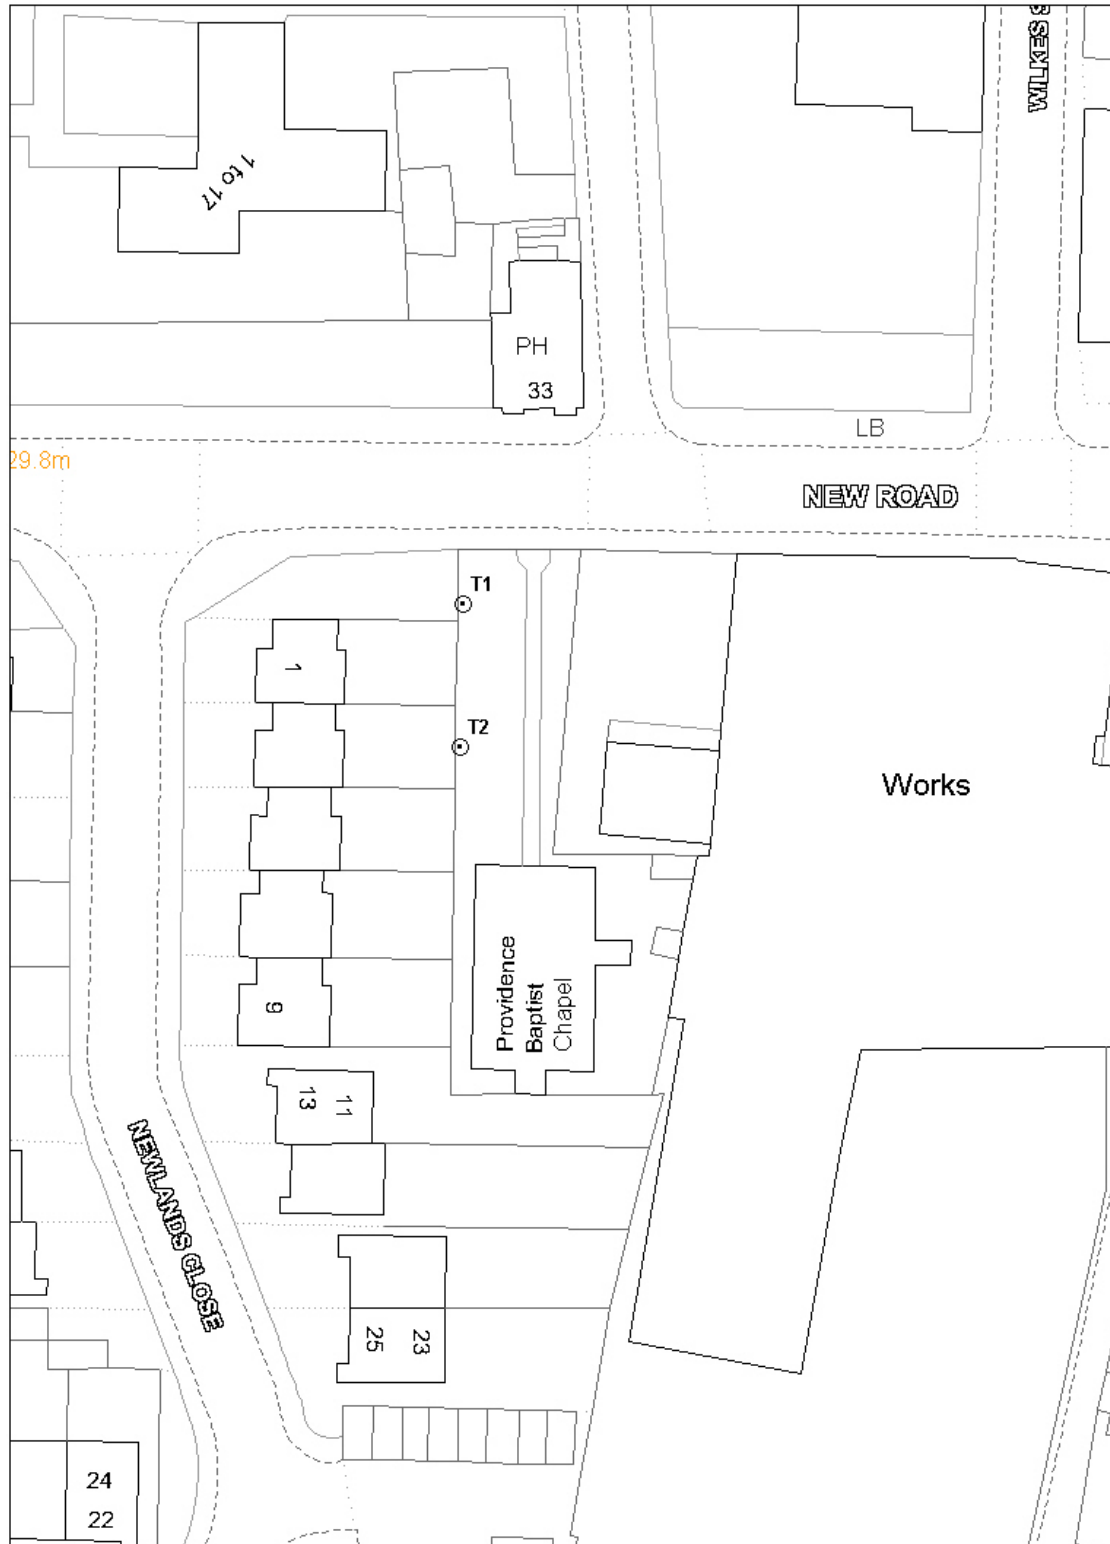 WILKES S
1 to 17
PH
33
LB
29.8m
NEW ROAD
T1
1
T2
Works
Providence
Baptist
Chapel
9
13 11
NEWLANDS CLOSE
25 23
24
22